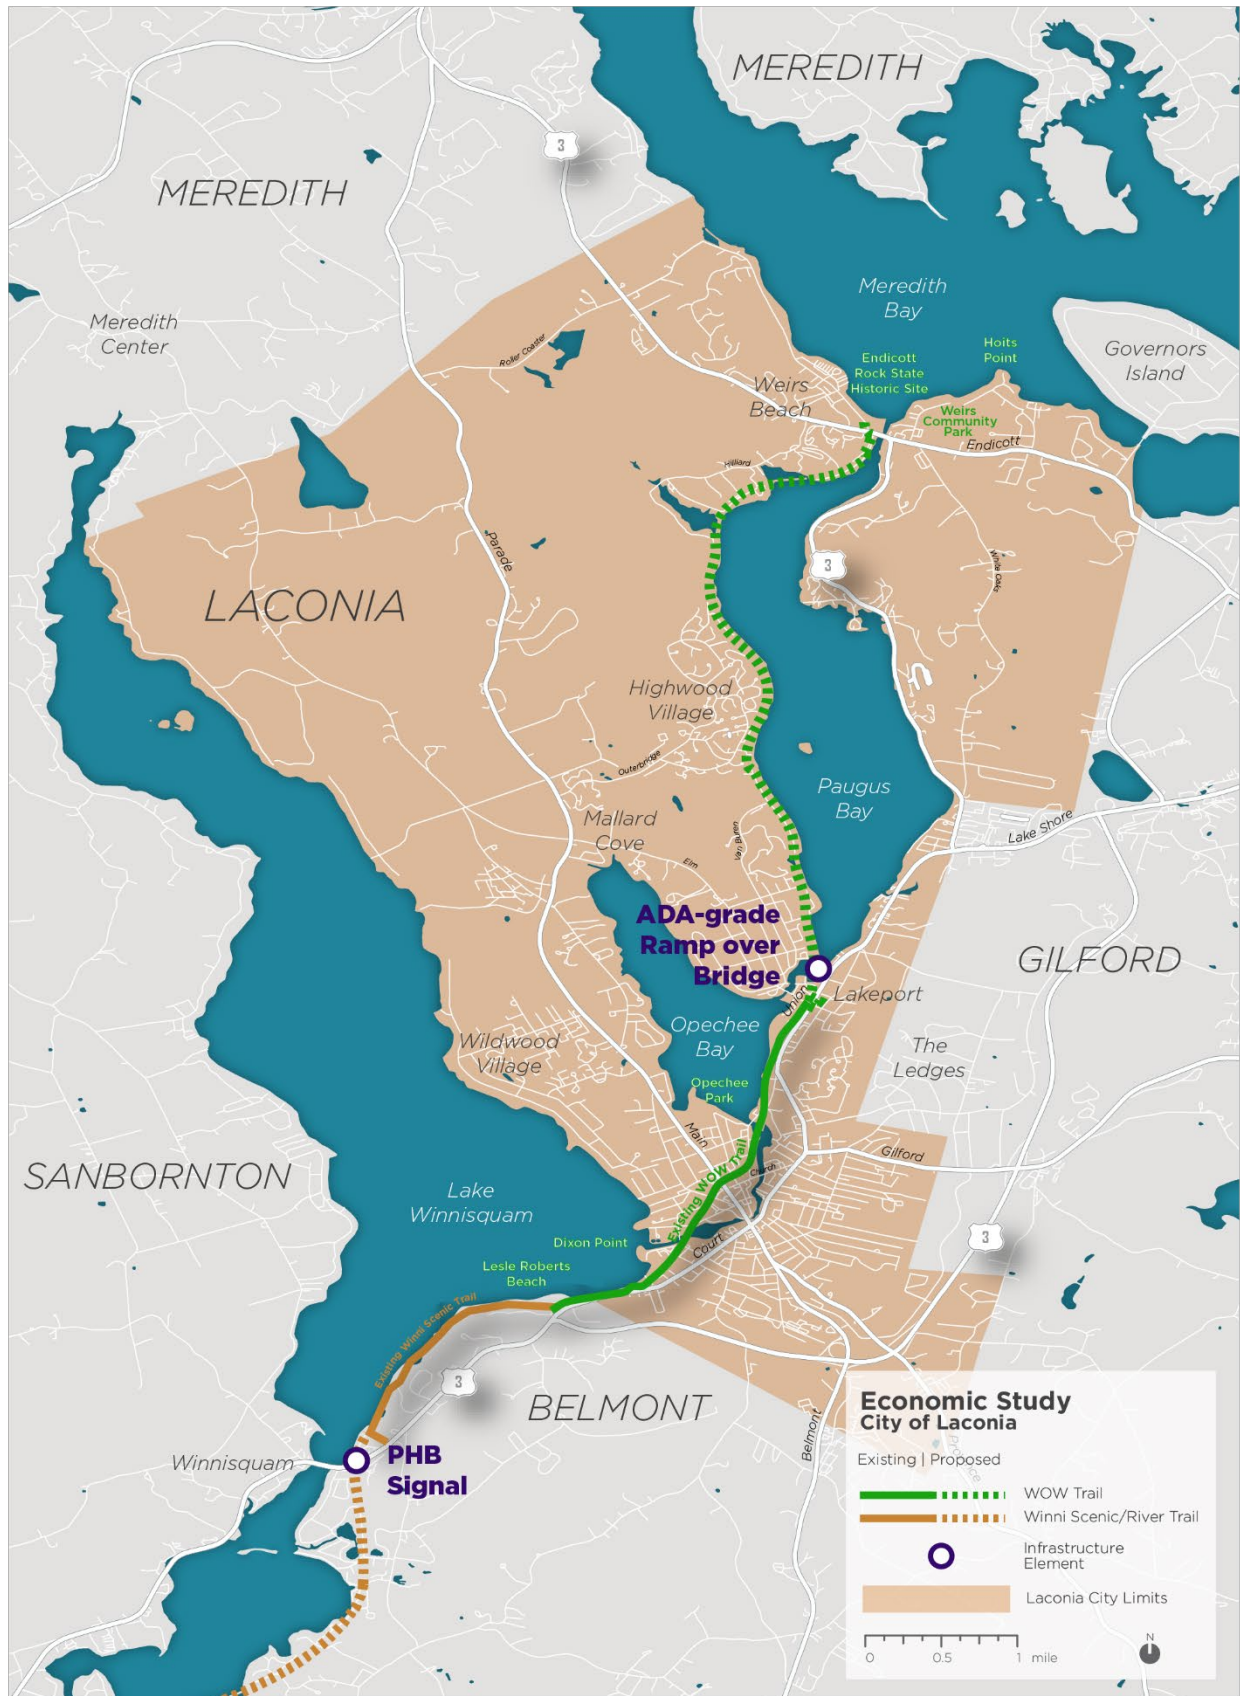 MEREDITH
3
MEREDITH
Meredith
Bay
Meredith
Center
Roller Coaster
Hoits
Point
Endicott
Rock State
Historic Site
Governors
Island
Weirs
Beach
Weirs
Community
Park
Endicott
Hilliard
Parade
White Oaks
3
LACONIA
Highwood
Village
Outerbridge
Paugus
Bay
Mallard
Cove
Van Buren
Elm
Lake Shore
ADA-grade
Ramp over
Bridge
GILFORD
Union
Lakeport
Opechee
Bay
Wildwood
Village
The
Ledges
Opechee
Park
Main
Existing WOW Trail
Church
Gilford
SANBORNTON
Lake
Winnisquam
Dixon Point
Court
3
Lesle Roberts
Beach
Existing Winni Scenic Trail
3
BELMONT
Belmont
Province
Winnisquam
PHB
Signal
Economic Study
City of Laconia
Existing | Proposed
WOW Trail
Winni Scenic/River Trail
Infrastructure
Element
Laconia City Limits
0 0.5 1 mile
N